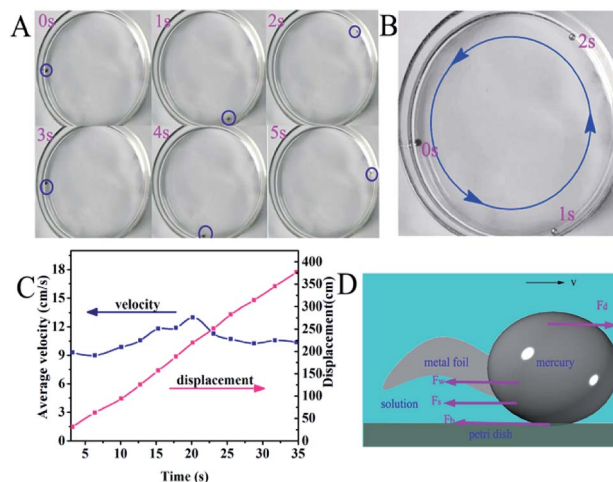 A
0s
1s
2s
3s
4s
5s
B
2s
0s
1s
C
18
15
12
9
6
3
0
Average velocity (cm/s)
velocity
displacement
400
350
300
250
200
150
100
50
0
Displacement(cm)
5
10
15
20
25
30
35
Time (s)
D
v
Fd
metal foil
mercury
Fw
solution
Fs
Fb
petri dish